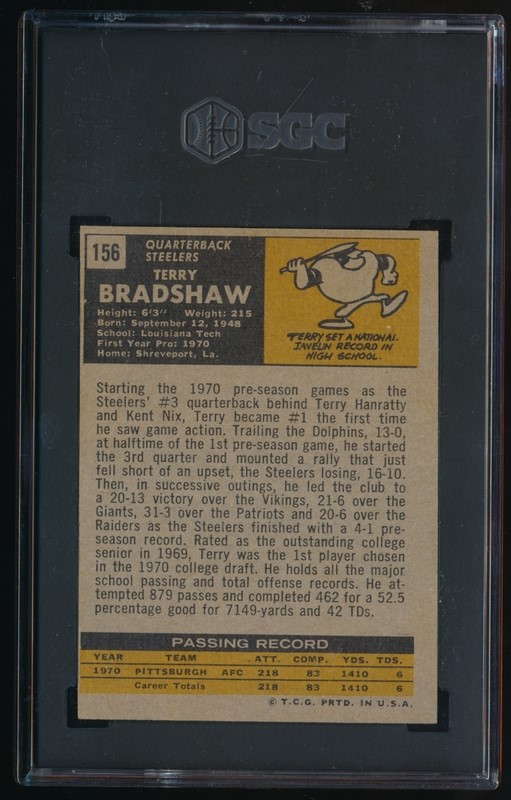 SGC
156
QUARTERBACK
STEELERS
TERRY
BRADSHAW
Height: 6'3" Weight: 215
Born: September 12, 1948
School: Louisiana Tech
First Year Pro: 1970
Home: Shreveport, La.
TERRY SET A NATIONAL
JAVELIN RECORD IN
HIGH SCHOOL.
Starting the 1970 pre-season games as the
Steelers' #3 quarterback behind Terry Hanratty
and Kent Nix, Terry became #1 the first time
he saw game action. Trailing the Dolphins, 13-0,
at halftime of the 1st pre-season game, he started
the 3rd quarter and mounted a rally that just
fell short of an upset, the Steelers losing, 16-10.
Then, in successive outings, he led the club to
a 20-13 victory over the Vikings, 21-6 over the
Giants, 31-3 over the Patriots and 20-6 over the
Raiders as the Steelers finished with a 4-1 pre-
season record. Rated as the outstanding college
senior in 1969, Terry was the 1st player chosen
in the 1970 college draft. He holds all the major
school passing and total offense records. He at-
tempted 879 passes and completed 462 for a 52.5
percentage good for 7149-yards and 42 TDs.
PASSING RECORD
YEAR TEAM ATT. COMP. YDS. TDS.
1970 PITTSBURGH AFC 218 83 1410 6
Career Totals 218 83 1410 6
© T.C.G. PRTD. IN U.S.A.